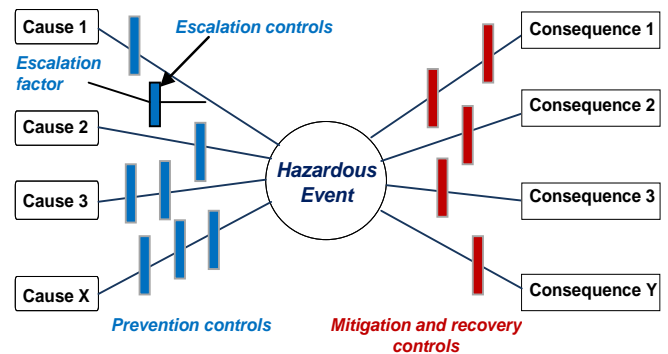 Cause 1
Escalation controls
Escalation
factor
Cause 2
Cause 3
Cause X
Hazardous
Event
Consequence 1
Consequence 2
Consequence 3
Consequence Y
Prevention controls
Mitigation and recovery
controls